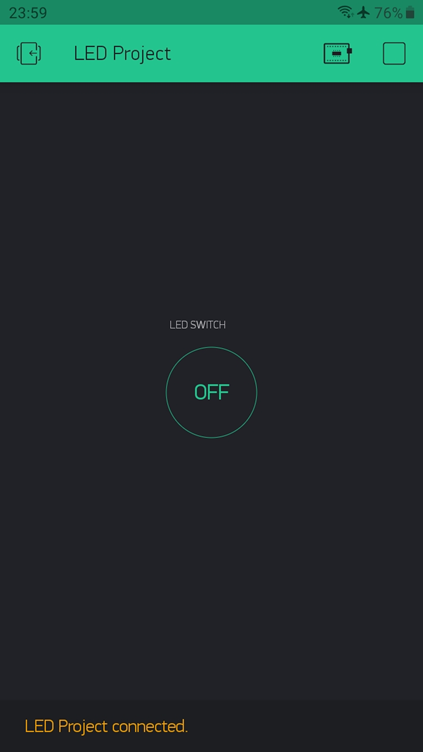 23:59
76%
LED Project
LED SWITCH
OFF
LED Project connected.